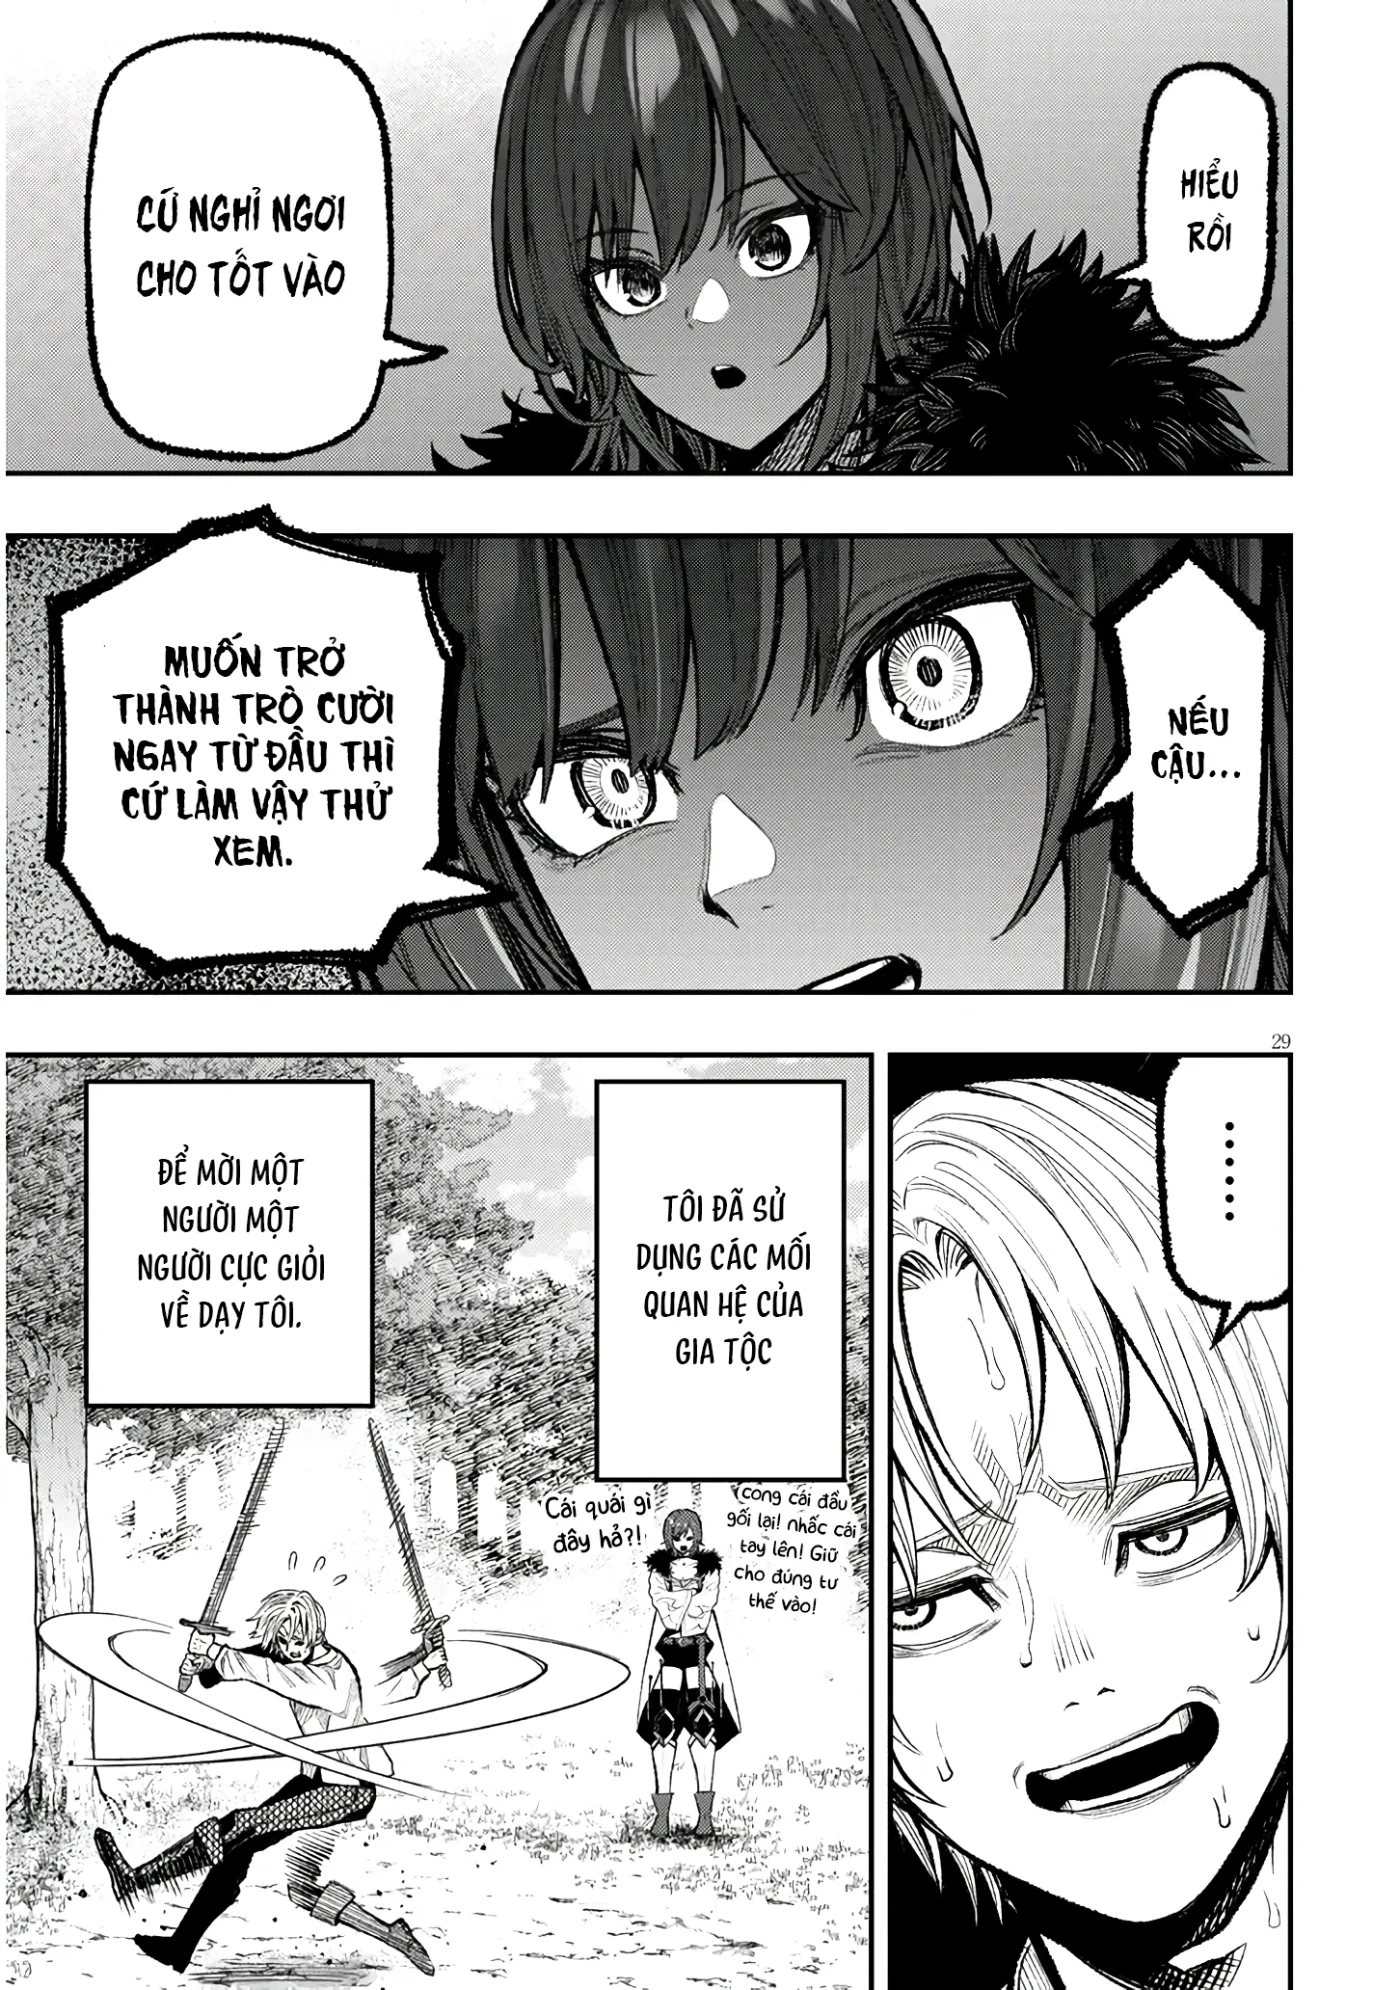 HIỂU
RỒI
CỨ NGHỈ NGƠI
CHO TỐT VÀO
NẾU
CẬU...
MUỐN TRỞ
THÀNH TRÒ CƯỜI
NGAY TỪ ĐẦU THÌ
CỨ LÀM VẬY THỬ
XEM.
29
......
TÔI ĐÃ SỬ
DỤNG CÁC MỐI
QUAN HỆ CỦA
GIA TỘC
ĐỂ MỜI MỘT
NGƯỜI MỘT
NGƯỜI CỰC GIỎI
VỀ DẠY TÔI.
Cong cái đầu
gối lại! nhấc cái
tay lên! Giữ
cho đúng tư
thế vào!
Cái quái gì
đây hả?!